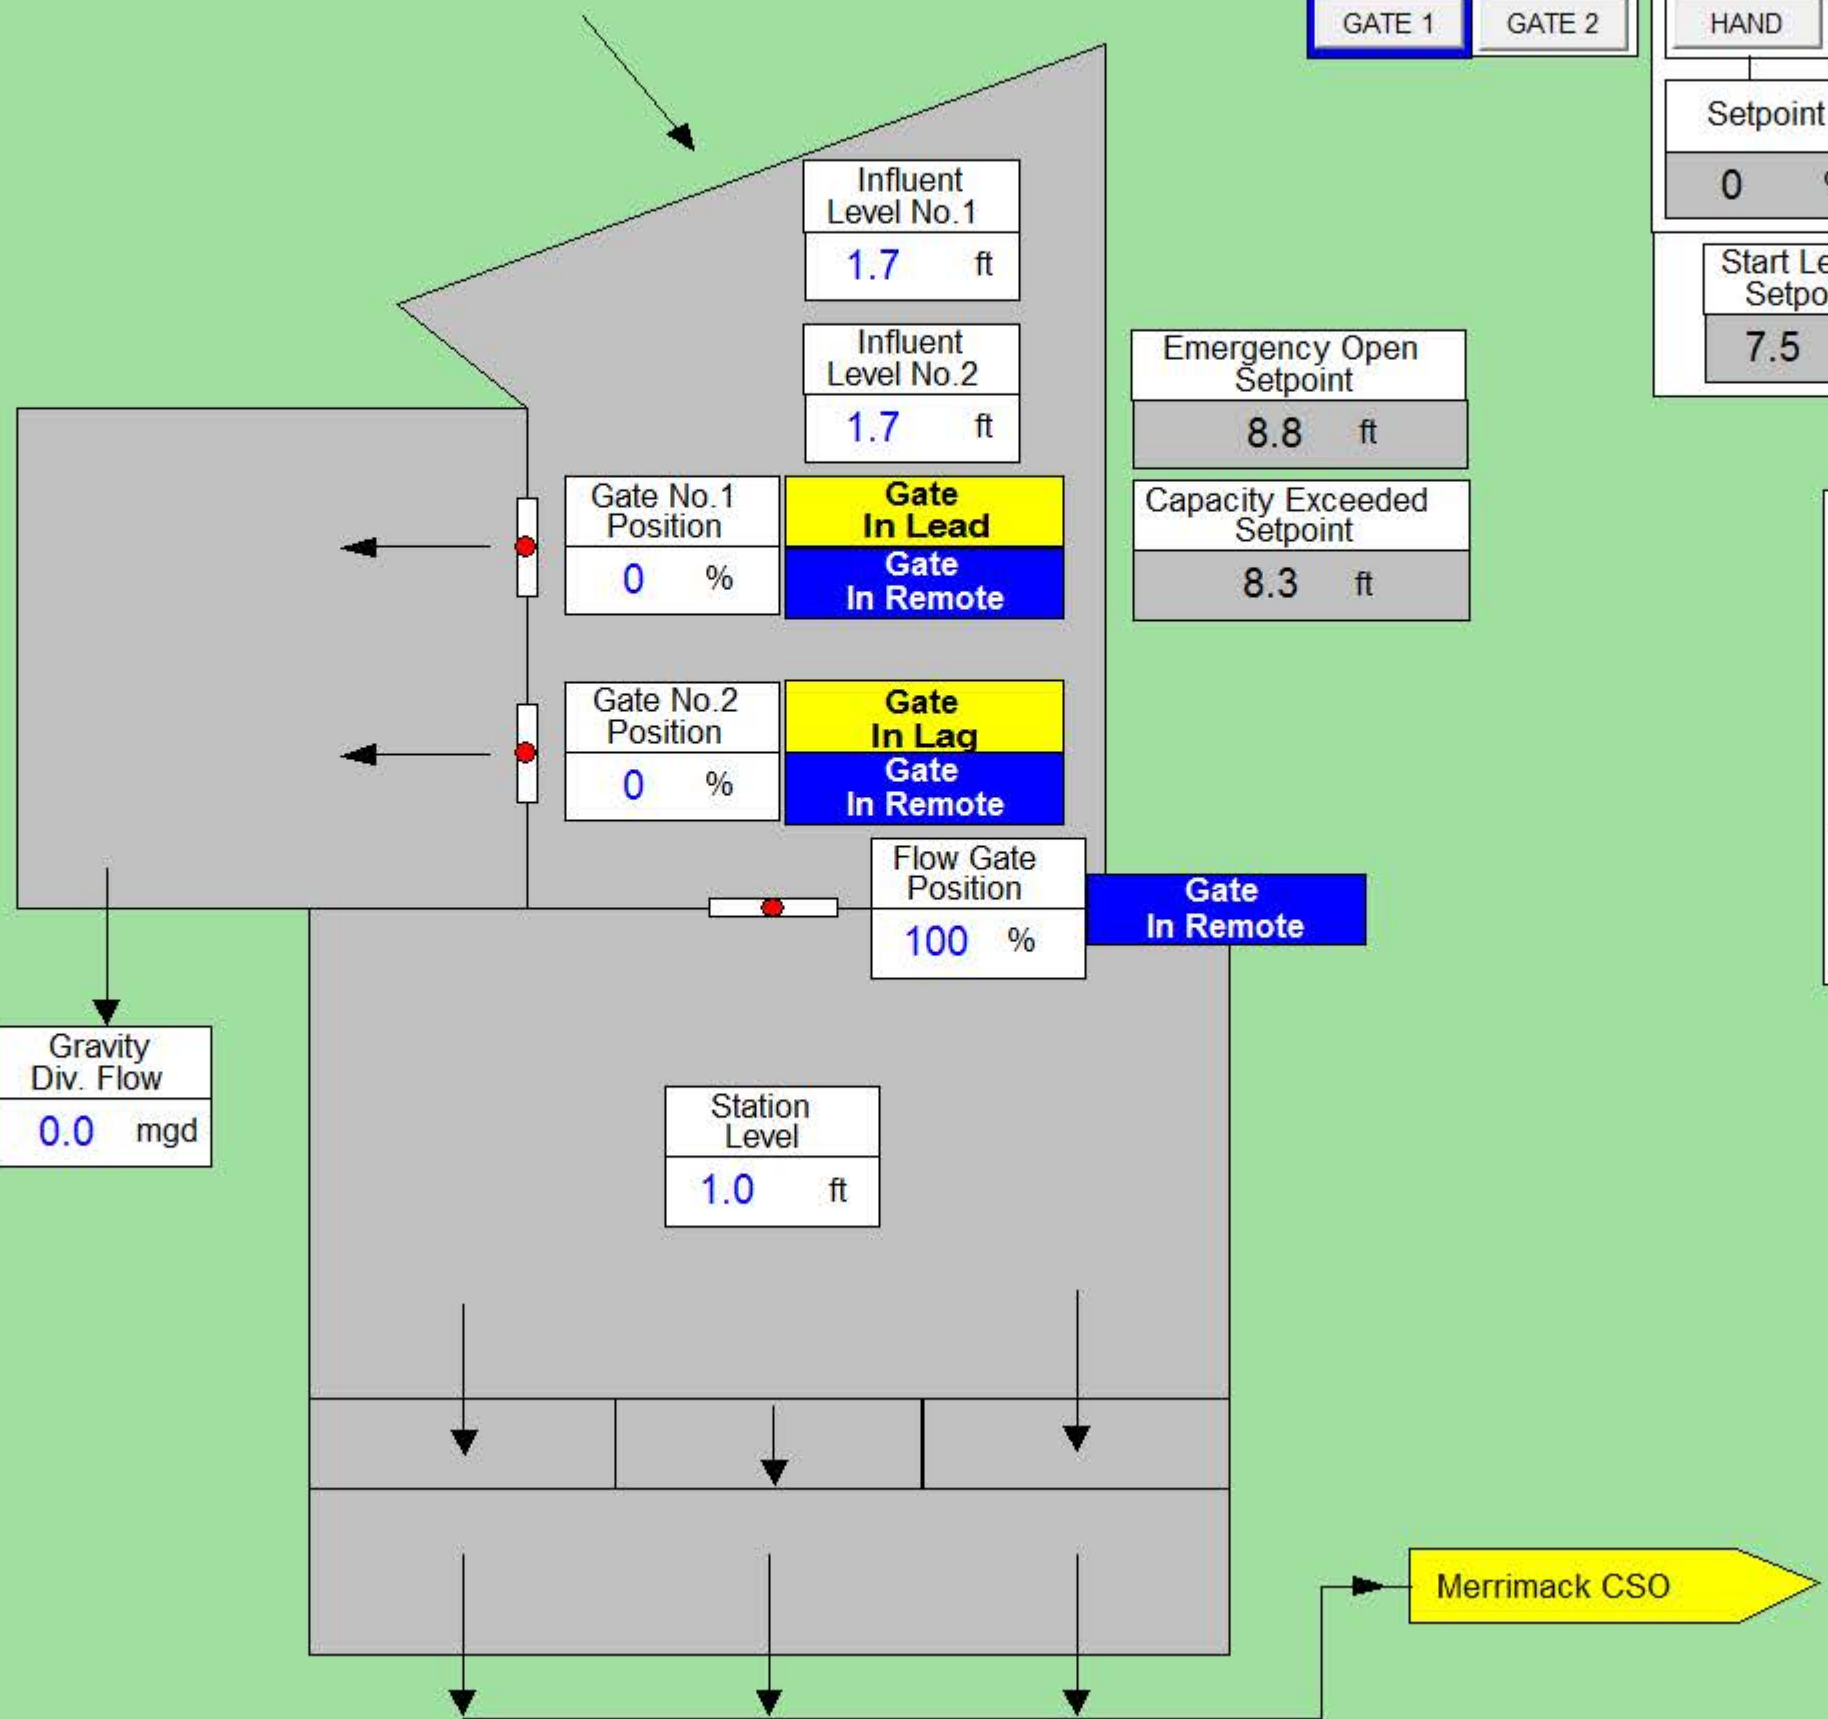 GATE 1
GATE 2
HAND
Setpoint
0
Influent
Level No.1
1.7 ft
Start Le
Setpo
7.5
Influent
Level No.2
1.7 ft
Emergency Open
Setpoint
8.8 ft
Capacity Exceeded
Setpoint
8.3 ft
Gate No.1
Position
0 %
Gate
In Lead
Gate
In Remote
Gate No.2
Position
0 %
Gate
In Lag
Gate
In Remote
Flow Gate
Position
100 %
Gate
In Remote
Gravity
Div. Flow
0.0 mgd
Station
Level
1.0 ft
Merrimack CSO